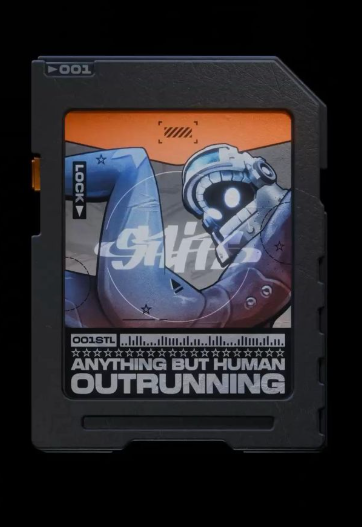 ▶001
LOCK▶
001STL
ANYTHING BUT HUMAN
OUTRUNNING